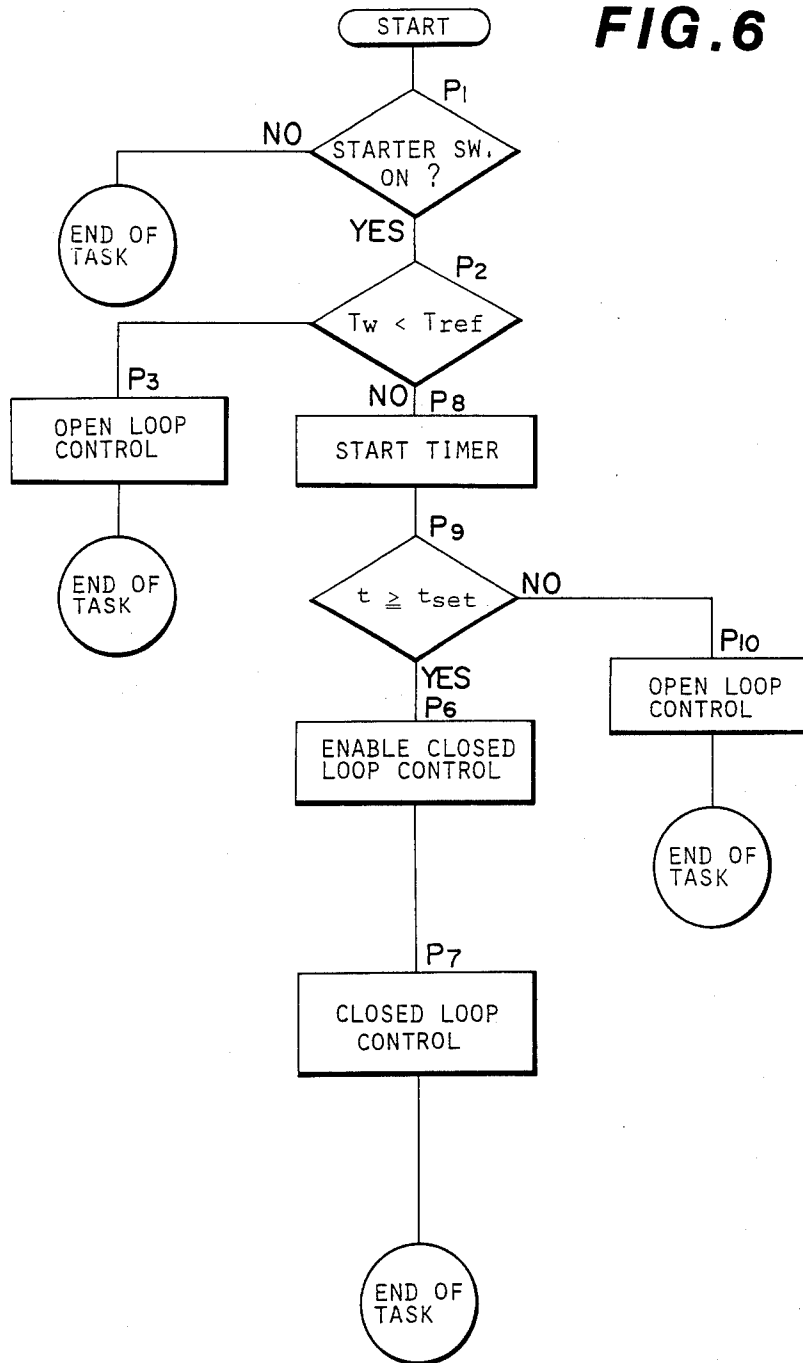 FIG.6
START
P1
NO
STARTER SW.
ON ?
END OF
TASK
YES
P2
Tw < Tref
P3
NO
P8
OPEN LOOP
CONTROL
START TIMER
P9
END OF
TASK
t ≧ tset
NO
P10
YES
P6
OPEN LOOP
CONTROL
ENABLE CLOSED
LOOP CONTROL
END OF
TASK
P7
CLOSED LOOP
CONTROL
END OF
TASK